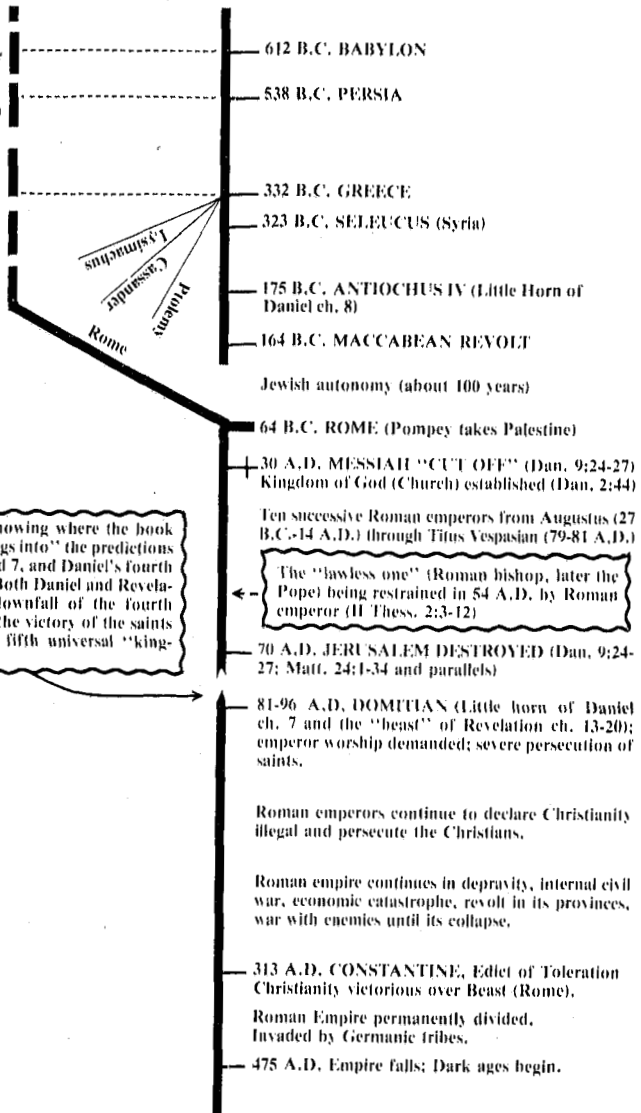 612 B.C. BABYLON
538 B.C. PERSIA
332 B.C. GREECE
323 B.C. SELEUCUS (Syria)
Lysimachus
Cassander
Ptolemy
175 B.C. ANTIOCHUS IV (Little Horn of
Daniel ch. 8)
Rome
164 B.C. MACCABEAN REVOLT
Jewish autonomy (about 100 years)
64 B.C. ROME (Pompey takes Palestine)
30 A.D. MESSIAH "CUT OFF" (Dan. 9:24-27)
Kingdom of God (Church) established (Dan. 2:44)
Ten successive Roman emperors from Augustus (27
B.C.-14 A.D.) through Titus Vespasian (79-81 A.D.)
owing where the book
gs into" the predictions
d 7, and Daniel's fourth
Both Daniel and Revela-
downfall of the fourth
the victory of the saints
fifth universal "king-
The "lawless one" (Roman bishop, later the
Pope) being restrained in 54 A.D. by Roman
emperor (II Thess. 2:3-12)
70 A.D. JERUSALEM DESTROYED (Dan. 9:24-
27; Matt. 24:1-34 and parallels)
81-96 A.D. DOMITIAN (Little horn of Daniel
ch. 7 and the "beast" of Revelation ch. 13-20);
emperor worship demanded; severe persecution of
saints.
Roman emperors continue to declare Christianity
illegal and persecute the Christians.
Roman empire continues in depravity, internal civil
war, economic catastrophe, revolt in its provinces,
war with enemies until its collapse.
313 A.D. CONSTANTINE, Edict of Toleration
Christianity victorious over Beast (Rome).
Roman Empire permanently divided.
Invaded by Germanic tribes.
475 A.D. Empire falls; Dark ages begin.